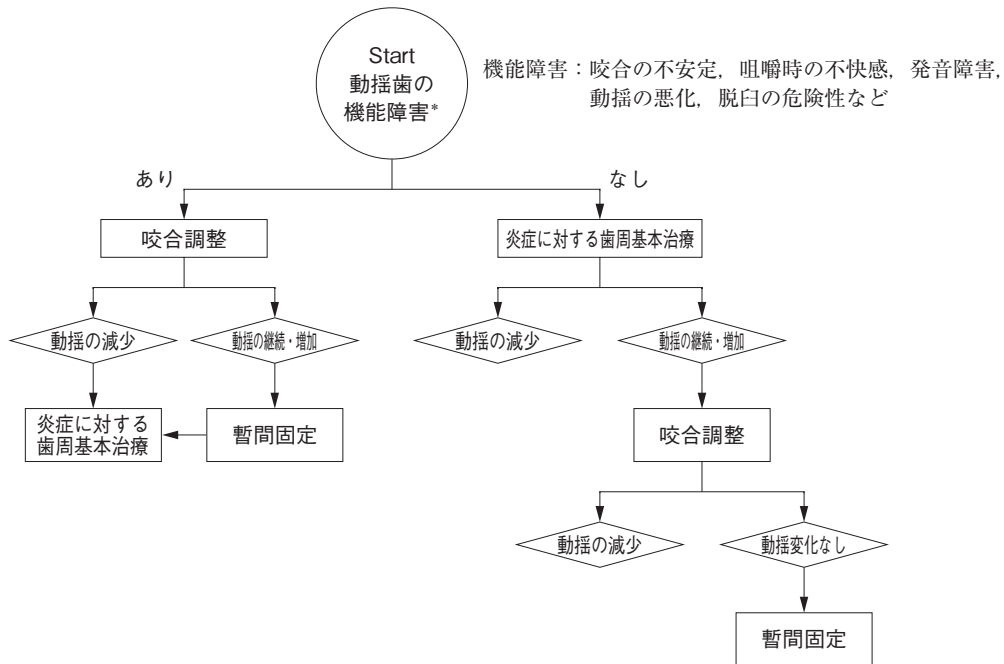 Start
動揺歯の
機能障害*
機能障害：咬合の不安定，咀嚼時の不快感，発音障害，
動揺の悪化，脱臼の危険性など
あり
なし
咬合調整
炎症に対する歯周基本治療
動揺の減少
動揺の継続・増加
動揺の減少
動揺の継続・増加
炎症に対する
歯周基本治療
暫間固定
咬合調整
動揺の減少
動揺変化なし
暫間固定